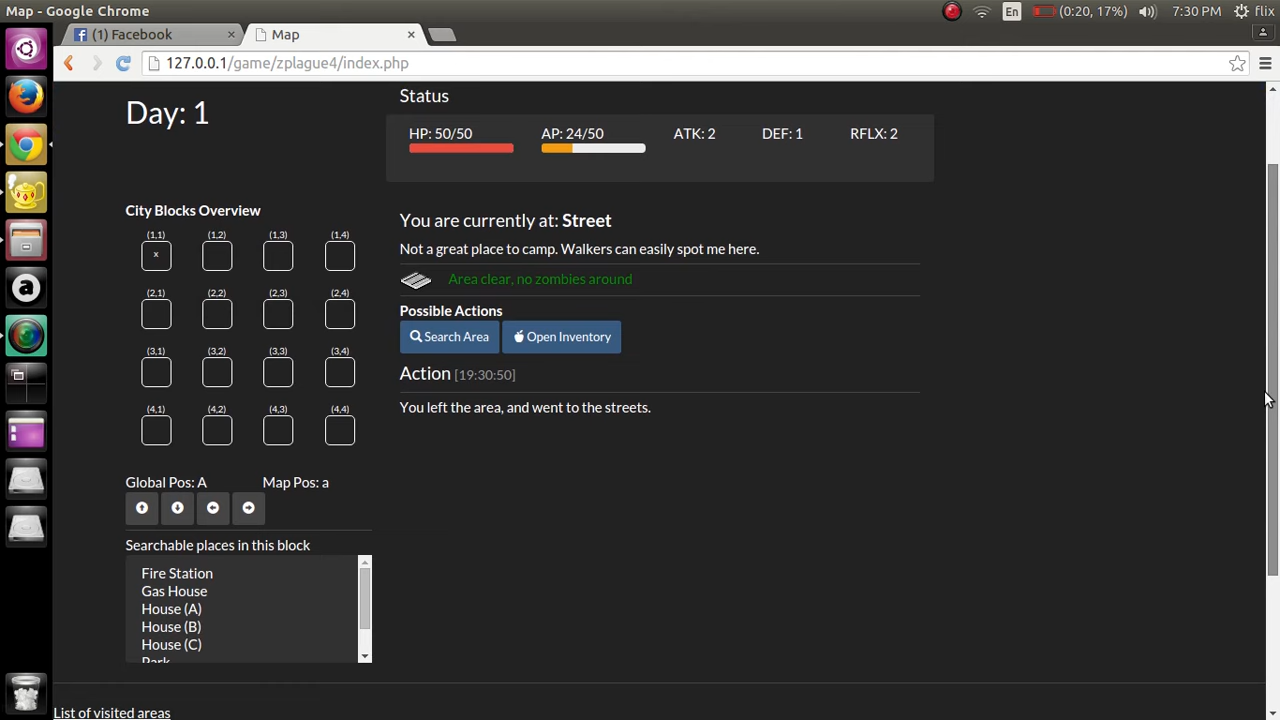 Map - Google Chrome
En
(0:20, 17%)
7:30 PM
flix
(1) Facebook
Map
127.0.0.1/game/zplague4/index.php
Day: 1
Status
HP: 50/50
AP: 24/50
ATK: 2
DEF: 1
RFLX: 2
City Blocks Overview
(1,1) (1,2) (1,3) (1,4)
x
(2,1) (2,2) (2,3) (2,4)
(3,1) (3,2) (3,3) (3,4)
(4,1) (4,2) (4,3) (4,4)
Global Pos: A
Map Pos: a
Searchable places in this block
Fire Station
Gas House
House (A)
House (B)
House (C)
Park
You are currently at: Street
Not a great place to camp. Walkers can easily spot me here.
Area clear, no zombies around
Possible Actions
Search Area
Open Inventory
Action [19:30:50]
You left the area, and went to the streets.
List of visited areas